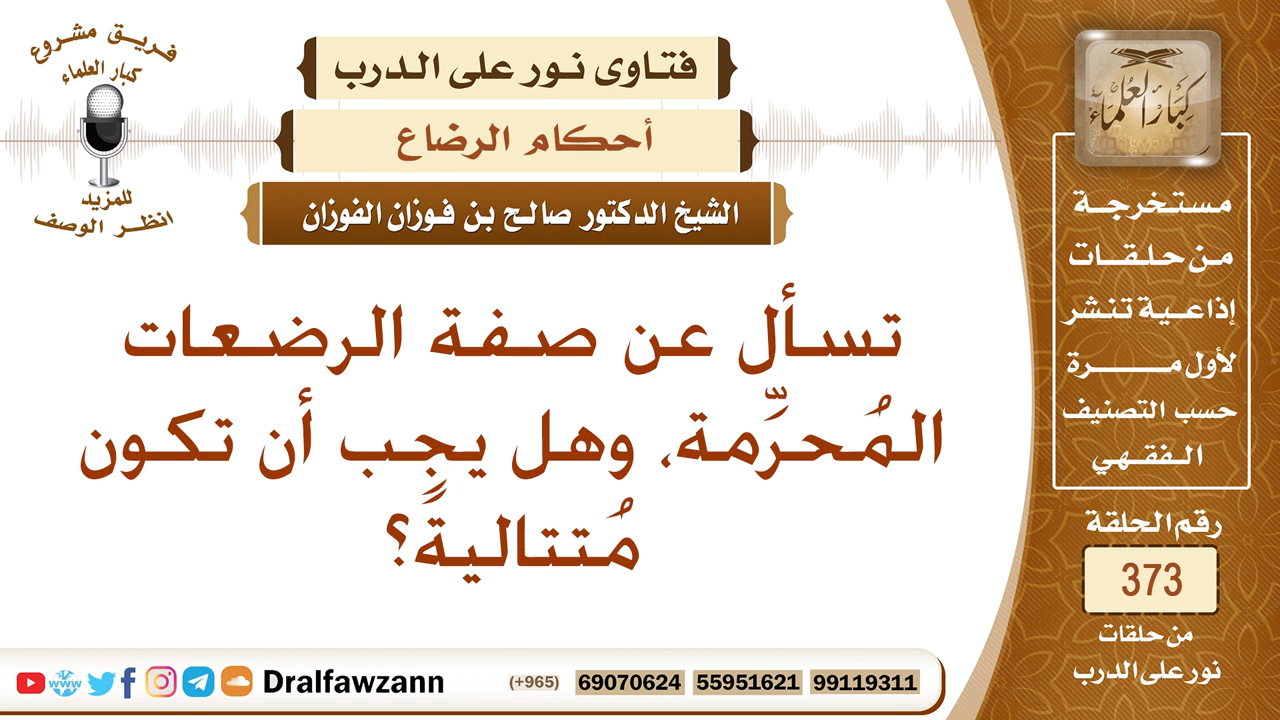 فريق مشروع
كبار العلماء
للمزيد
انظر الوصف
فتاوى نور على الدرب
أحكام الرضاع
الشيخ الدكتور صالح بن فوزان الفوزان
تسأل عن صفة الرضعات
المُحرِّمة، وهل يجب أن تكون
مُتتاليةً؟
كبار العلماء
مستخرجة
من حلقات
إذاعية تنشر
لأول مرة
حسب التصنيف
الفقهي
رقم الحلقة
373
من حلقات
نور على الدرب
www Dralfawzann (+965) 69070624 55951621 99119311